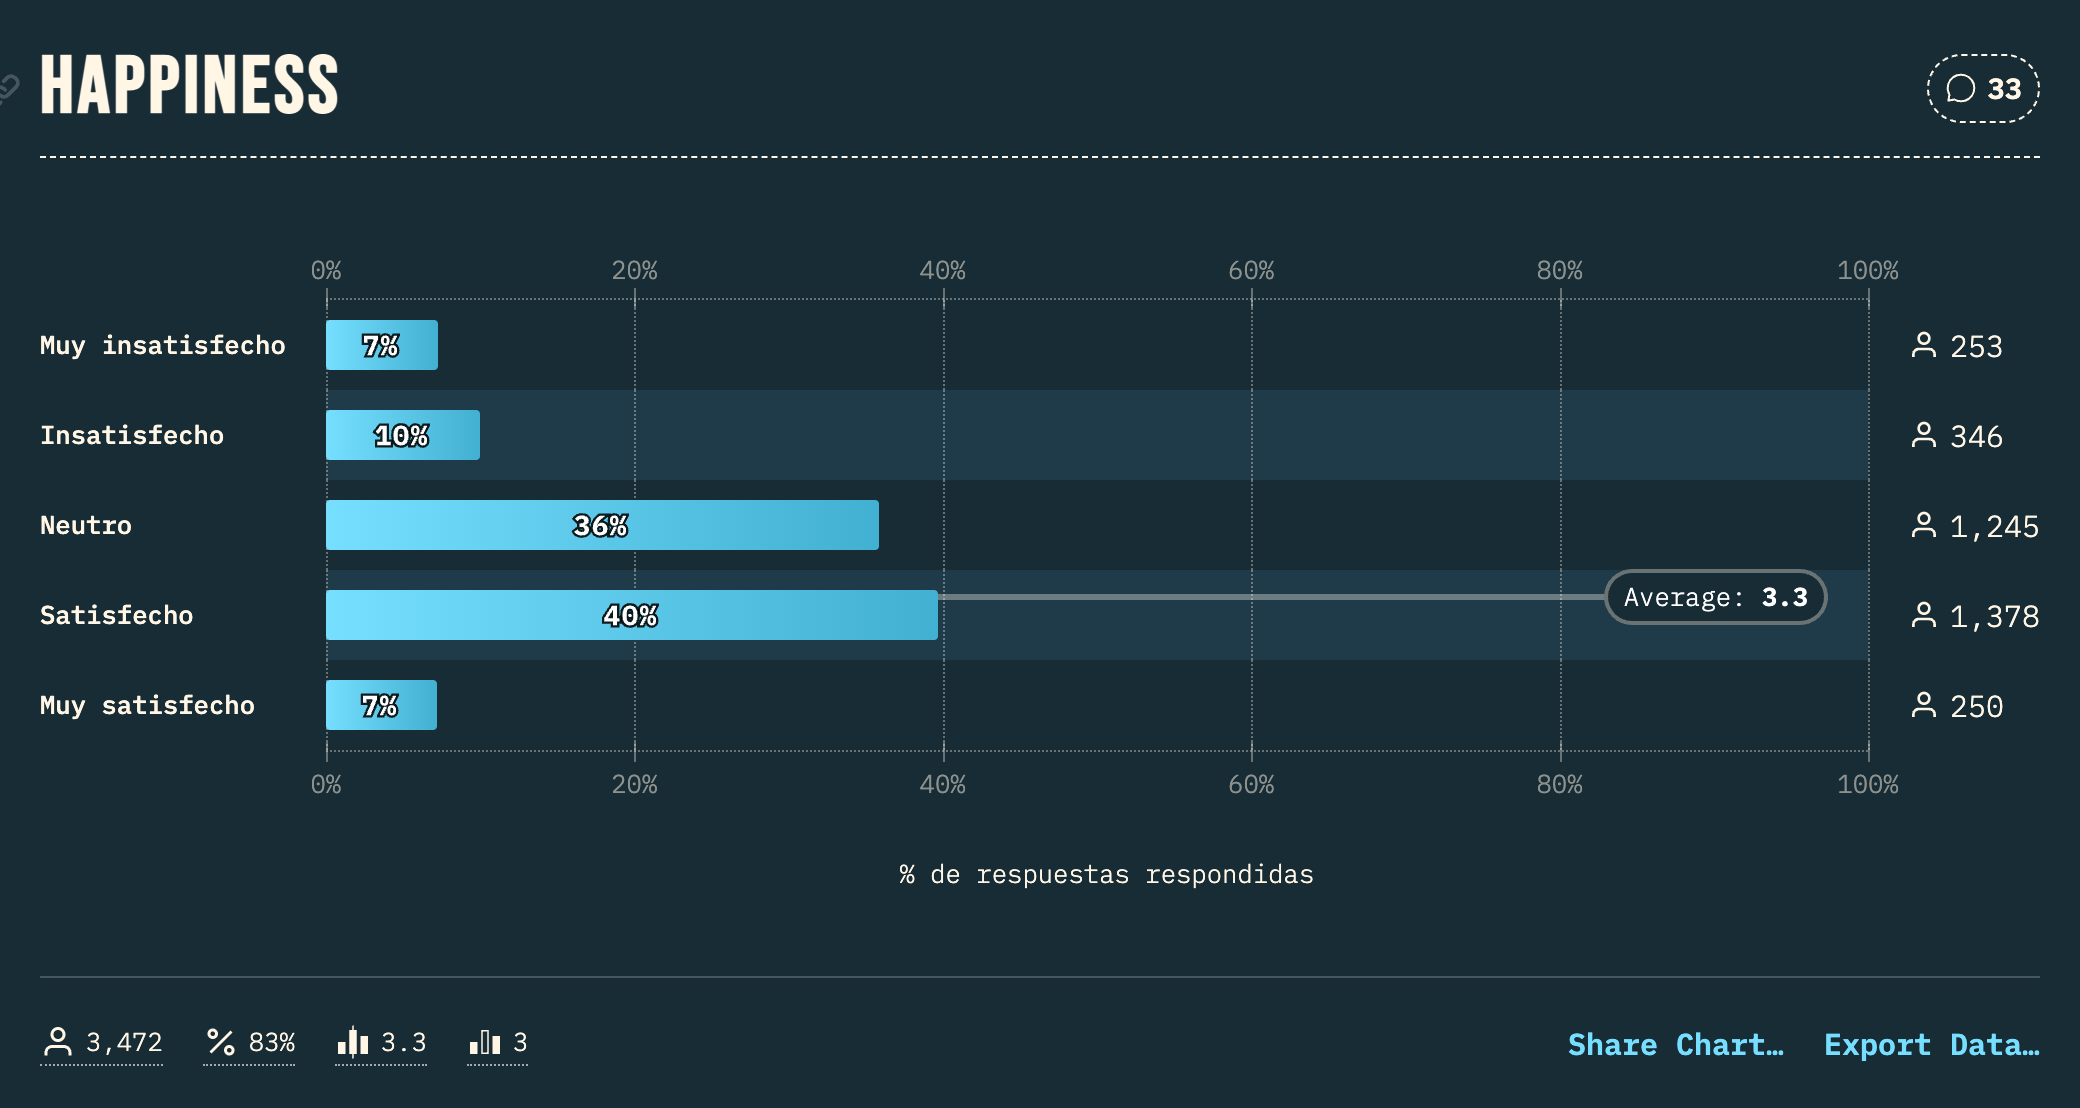 HAPPINESS
33
0% 20% 40% 60% 80% 100%
Muy insatisfecho 7% 253
Insatisfecho 10% 346
Neutro 36% 1,245
Average: 3.3
Satisfecho 40% 1,378
Muy satisfecho 7% 250
0% 20% 40% 60% 80% 100%
% de respuestas respondidas
3,472 83% 3.3 3 Share Chart… Export Data…